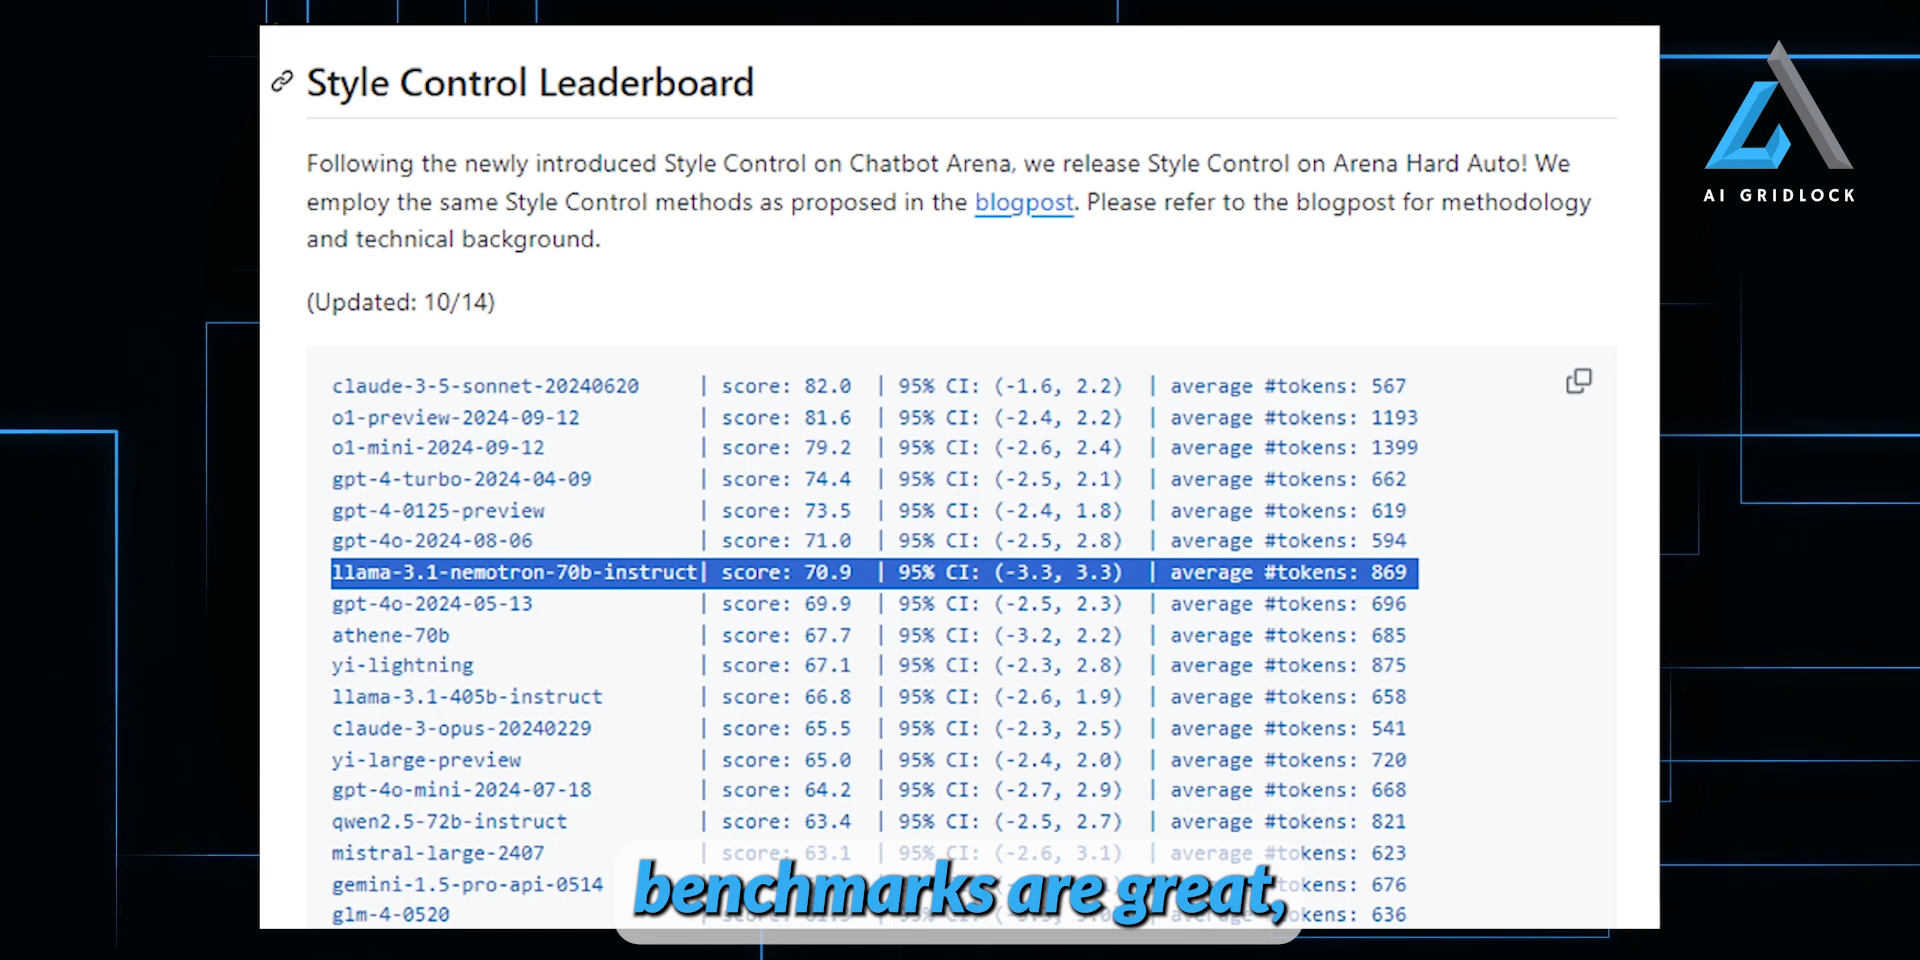 Style Control Leaderboard
AI GRIDLOCK
Following the newly introduced Style Control on Chatbot Arena, we release Style Control on Arena Hard Auto! We
employ the same Style Control methods as proposed in the blogpost. Please refer to the blogpost for methodology
and technical background.
(Updated: 10/14)
claude-3-5-sonnet-20240620 | score: 82.0 | 95% CI: (-1.6, 2.2) | average #tokens: 567
o1-preview-2024-09-12 | score: 81.6 | 95% CI: (-2.4, 2.2) | average #tokens: 1193
o1-mini-2024-09-12 | score: 79.2 | 95% CI: (-2.6, 2.4) | average #tokens: 1399
gpt-4-turbo-2024-04-09 | score: 74.4 | 95% CI: (-2.5, 2.1) | average #tokens: 662
gpt-4-0125-preview | score: 73.5 | 95% CI: (-2.4, 1.8) | average #tokens: 619
gpt-4o-2024-08-06 | score: 71.0 | 95% CI: (-2.5, 2.8) | average #tokens: 594
llama-3.1-nemotron-70b-instruct| score: 70.9 | 95% CI: (-3.3, 3.3) | average #tokens: 869
gpt-4o-2024-05-13 | score: 69.9 | 95% CI: (-2.5, 2.3) | average #tokens: 696
athene-70b | score: 67.7 | 95% CI: (-3.2, 2.2) | average #tokens: 685
yi-lightning | score: 67.1 | 95% CI: (-2.3, 2.8) | average #tokens: 875
llama-3.1-405b-instruct | score: 66.8 | 95% CI: (-2.6, 1.9) | average #tokens: 658
claude-3-opus-20240229 | score: 65.5 | 95% CI: (-2.3, 2.5) | average #tokens: 541
yi-large-preview | score: 65.0 | 95% CI: (-2.4, 2.0) | average #tokens: 720
gpt-4o-mini-2024-07-18 | score: 64.2 | 95% CI: (-2.7, 2.9) | average #tokens: 668
qwen2.5-72b-instruct | score: 63.4 | 95% CI: (-2.5, 2.7) | average #tokens: 821
mistral-large-2407 | score: 63.1 | 95% CI: (-2.6, 3.1) | average #tokens: 623
gemini-1.5-pro-api-0514 676
glm-4-0520 636
benchmarks are great,